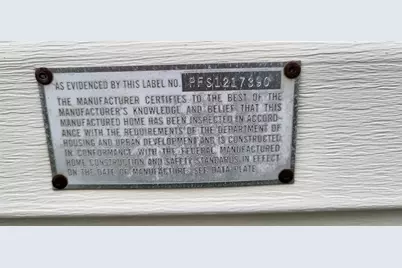 AS EVIDENCED BY THIS LABEL NO. PFS1217390
THE MANUFACTURER CERTIFIES TO THE BEST OF THE
MANUFACTURER'S KNOWLEDGE AND BELIEF THAT THIS
MANUFACTURED HOME HAS BEEN INSPECTED IN ACCORD-
ANCE WITH THE REQUIREMENTS OF THE DEPARTMENT OF
HOUSING AND URBAN DEVELOPMENT AND IS CONSTRUCTED
IN CONFORMANCE WITH THE FEDERAL MANUFACTURED
HOME CONSTRUCTION AND SAFETY STANDARDS IN EFFECT
ON THE DATE OF MANUFACTURE. SEE DATA PLATE.